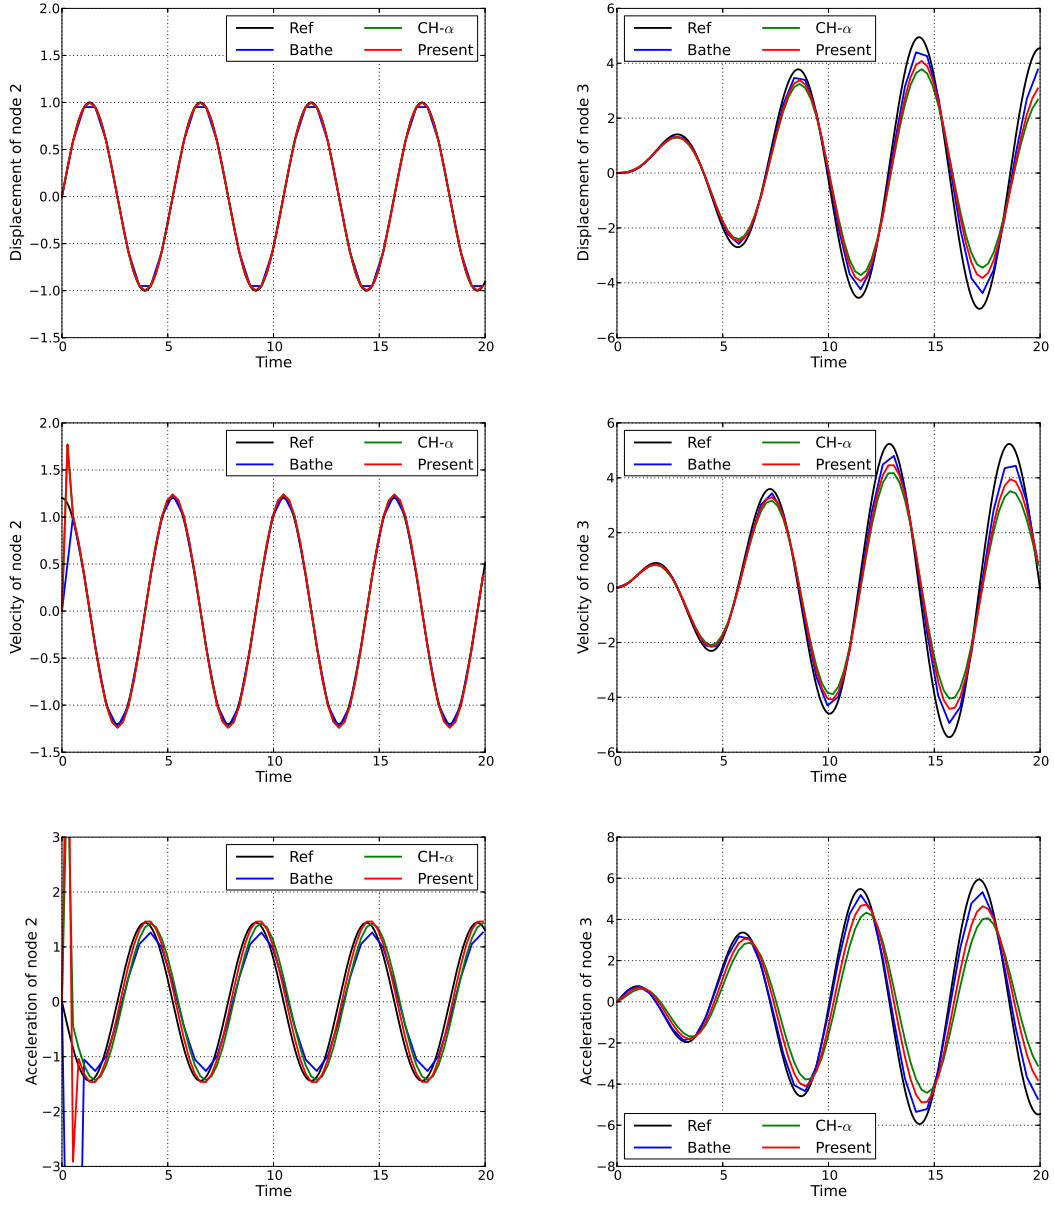 2.0
1.5
1.0
0.5
0.0
−0.5
−1.0
−1.5
0
5
10
15
20
Time
Displacement of node 2
Ref
CH-α
Bathe
Present
6
4
2
0
−2
−4
−6
0
5
10
15
20
Time
Displacement of node 3
Ref
CH-α
Bathe
Present
2.0
1.5
1.0
0.5
0.0
−0.5
−1.0
−1.5
0
5
10
15
20
Time
Velocity of node 2
Ref
CH-α
Bathe
Present
6
4
2
0
−2
−4
−6
0
5
10
15
20
Time
Velocity of node 3
Ref
CH-α
Bathe
Present
3
2
1
0
−1
−2
−3
0
5
10
15
20
Time
Acceleration of node 2
Ref
CH-α
Bathe
Present
8
6
4
2
0
−2
−4
−6
−8
0
5
10
15
20
Time
Acceleration of node 3
Ref
CH-α
Bathe
Present